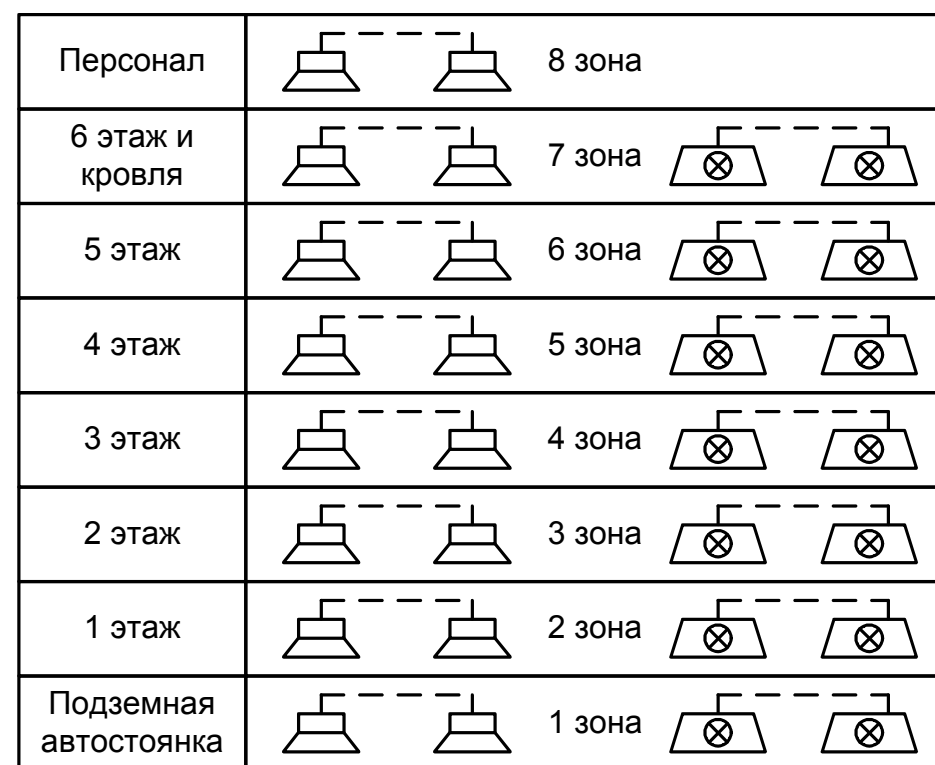 Персонал 8 зона
6 этаж и
кровля 7 зона
5 этаж 6 зона
4 этаж 5 зона
3 этаж 4 зона
2 этаж 3 зона
1 этаж 2 зона
Подземная
автостоянка 1 зона